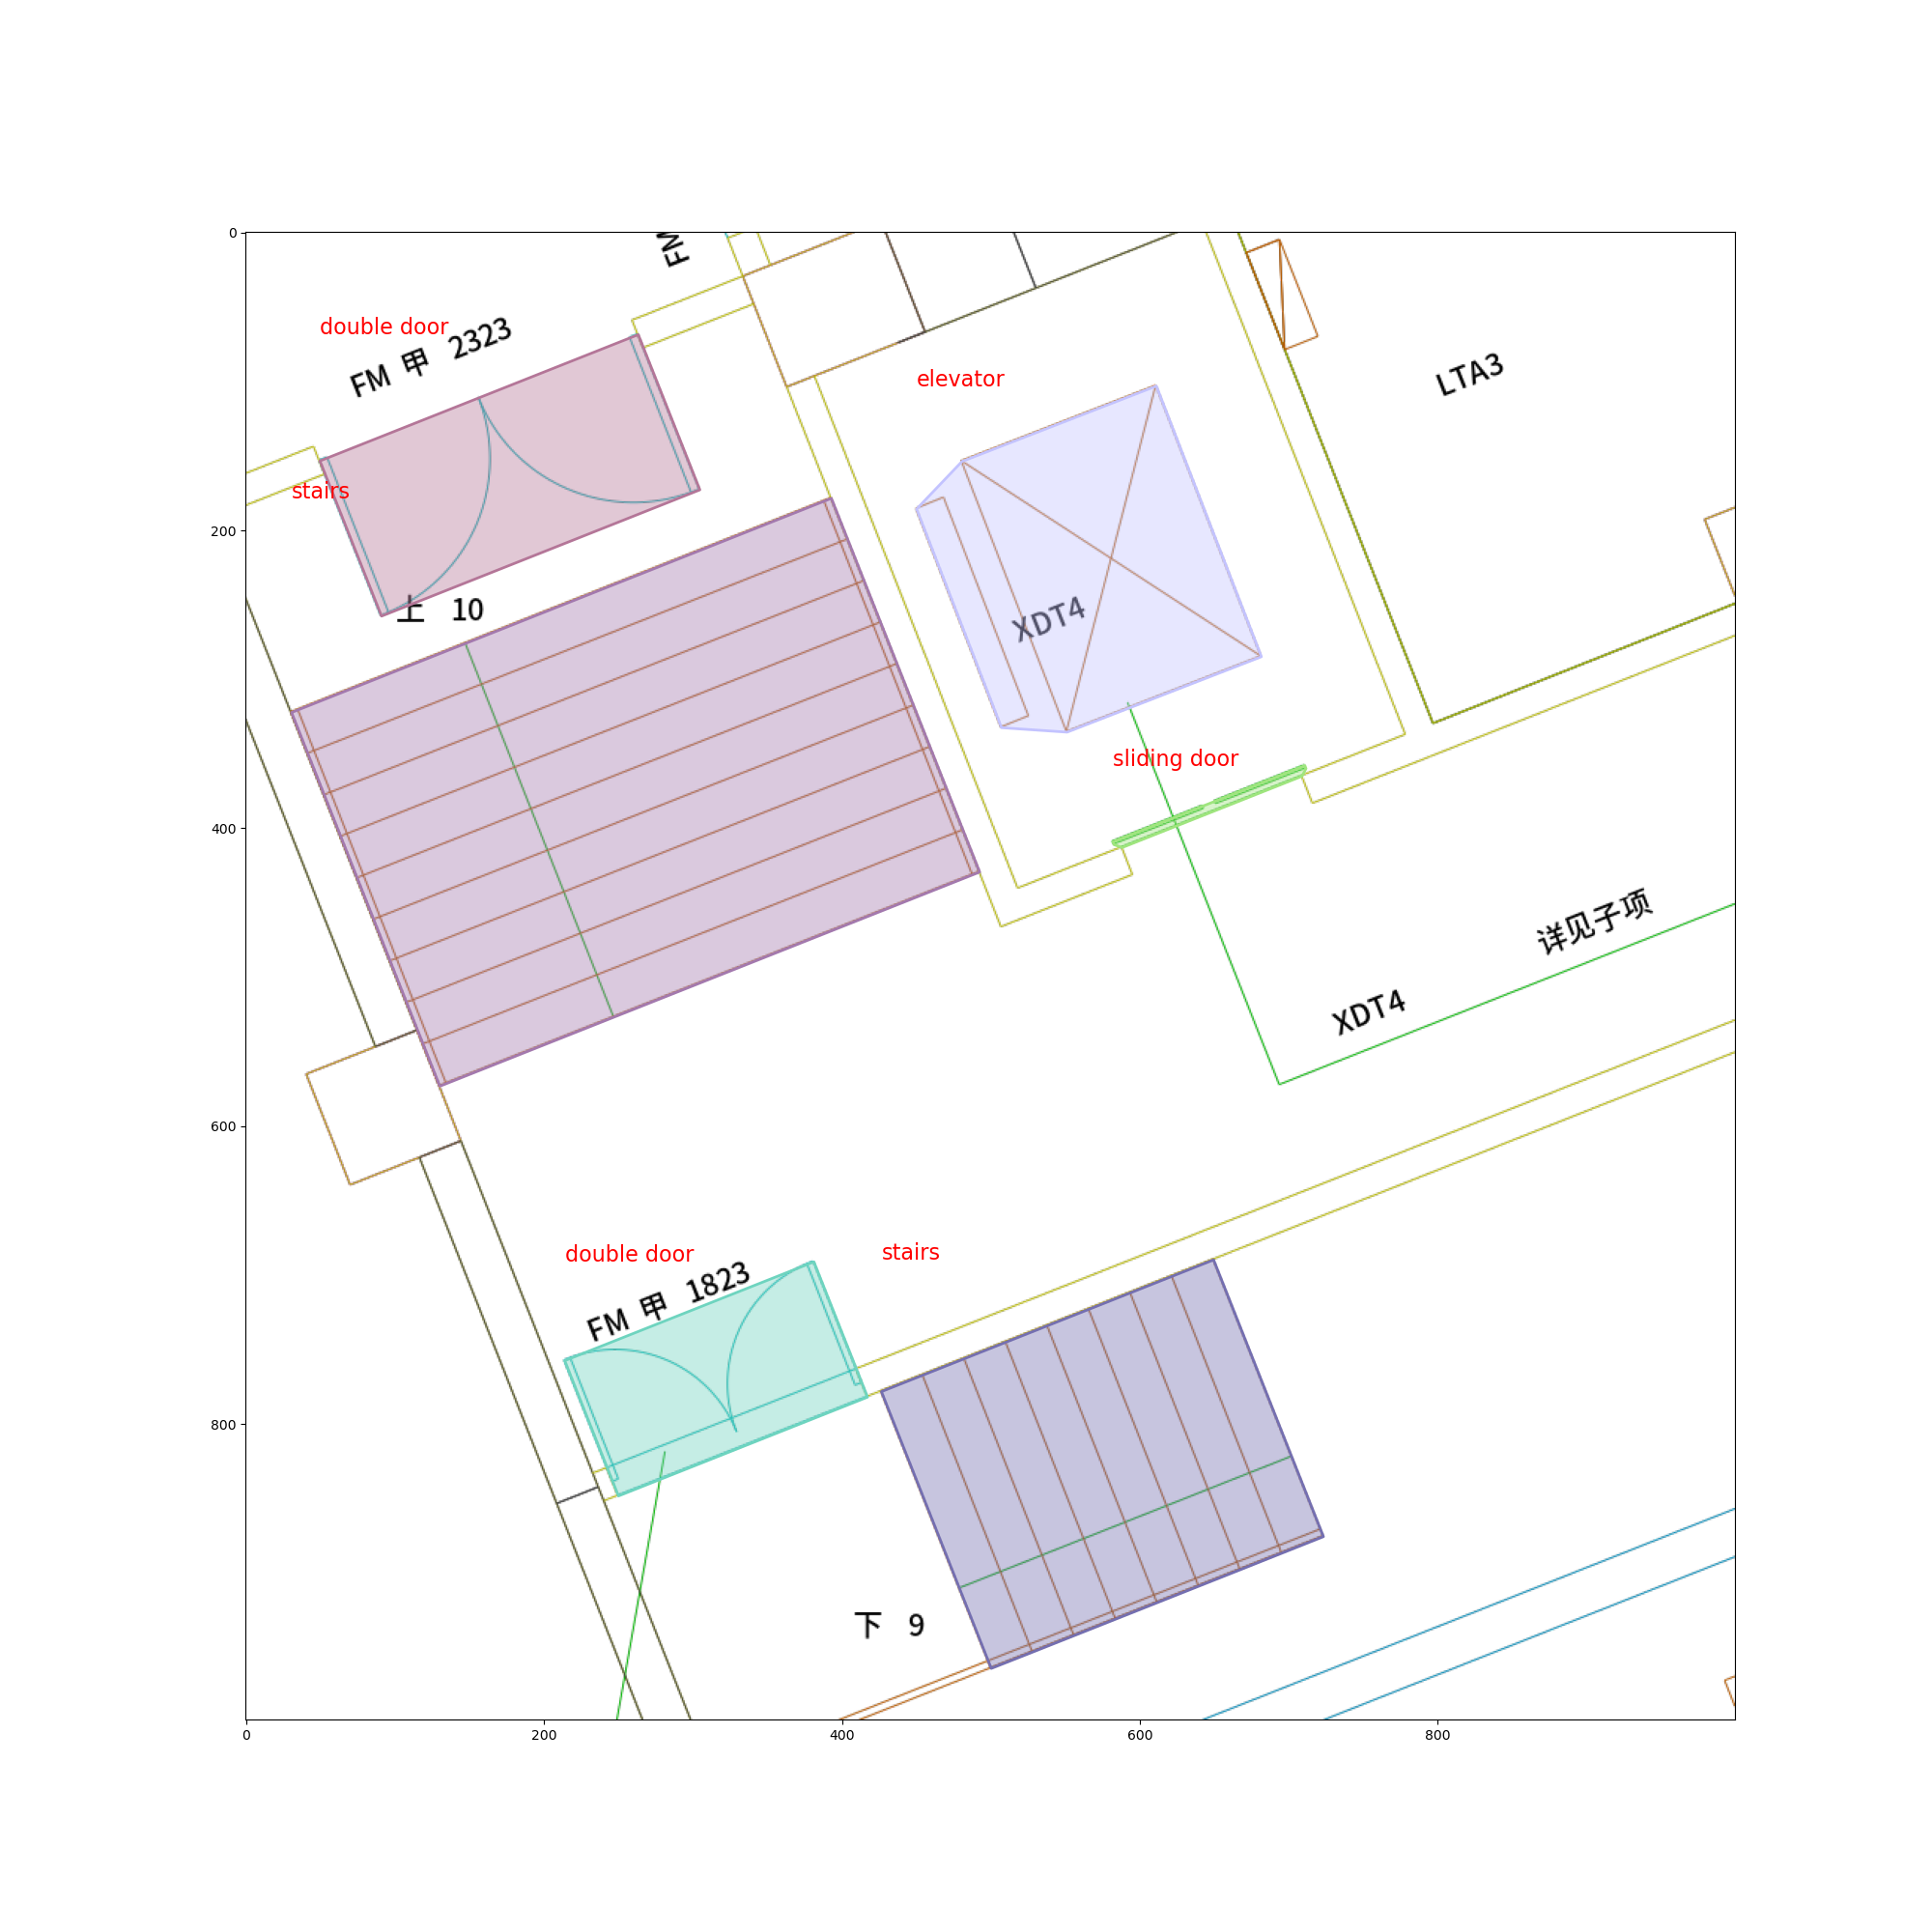 0
FM
double door
FM 甲 2323
elevator
LTA3
stairs
200
上 10
XDT4
sliding door
400
详见子项
XDT4
600
double door
stairs
FM 甲 1823
800
下 9
0 200 400 600 800